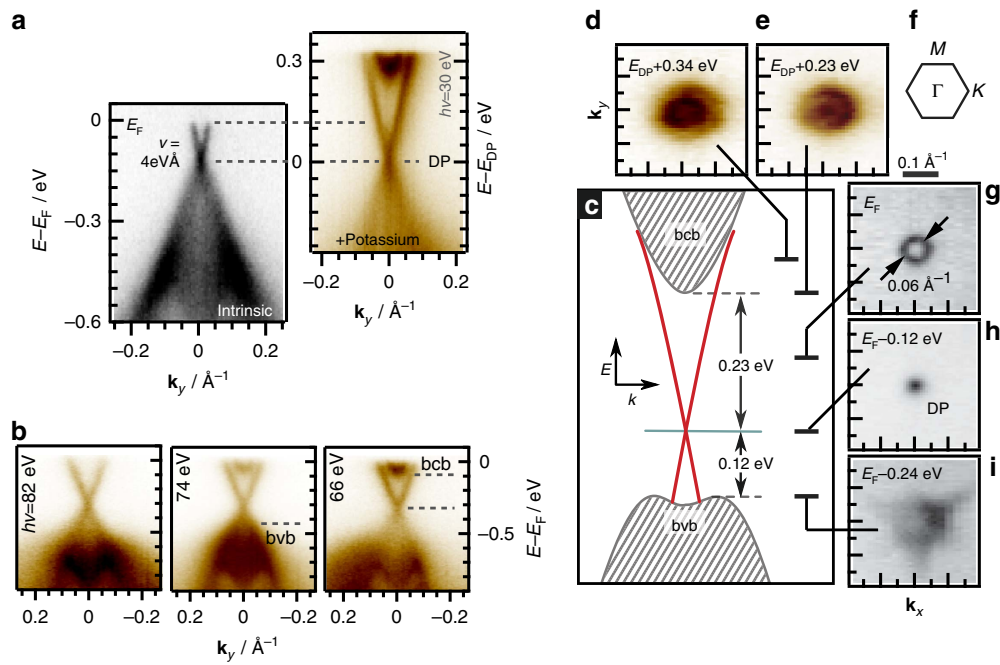 a
0
E_F
v =
4eVÅ
−0.3
−0.6
E–E_F / eV
Intrinsic
−0.2
0
0.2
k_y / Å⁻¹
0.3
0
hν=30 eV
DP
E–E_DP / eV
+Potassium
−0.2
0
0.2
k_y / Å⁻¹
b
hν=82 eV
74 eV
66 eV
bvb
bcb
0
−0.5
E–E_F / eV
0.2
0
−0.2
0.2
0
−0.2
0.2
0
−0.2
k_y / Å⁻¹
d
k_y
E_DP+0.34 eV
e
E_DP+0.23 eV
f
M
Γ
K
0.1 Å⁻¹
c
bcb
0.23 eV
E
k
0.12 eV
bvb
g
E_F
0.06 Å⁻¹
h
E_F–0.12 eV
DP
i
E_F–0.24 eV
k_x